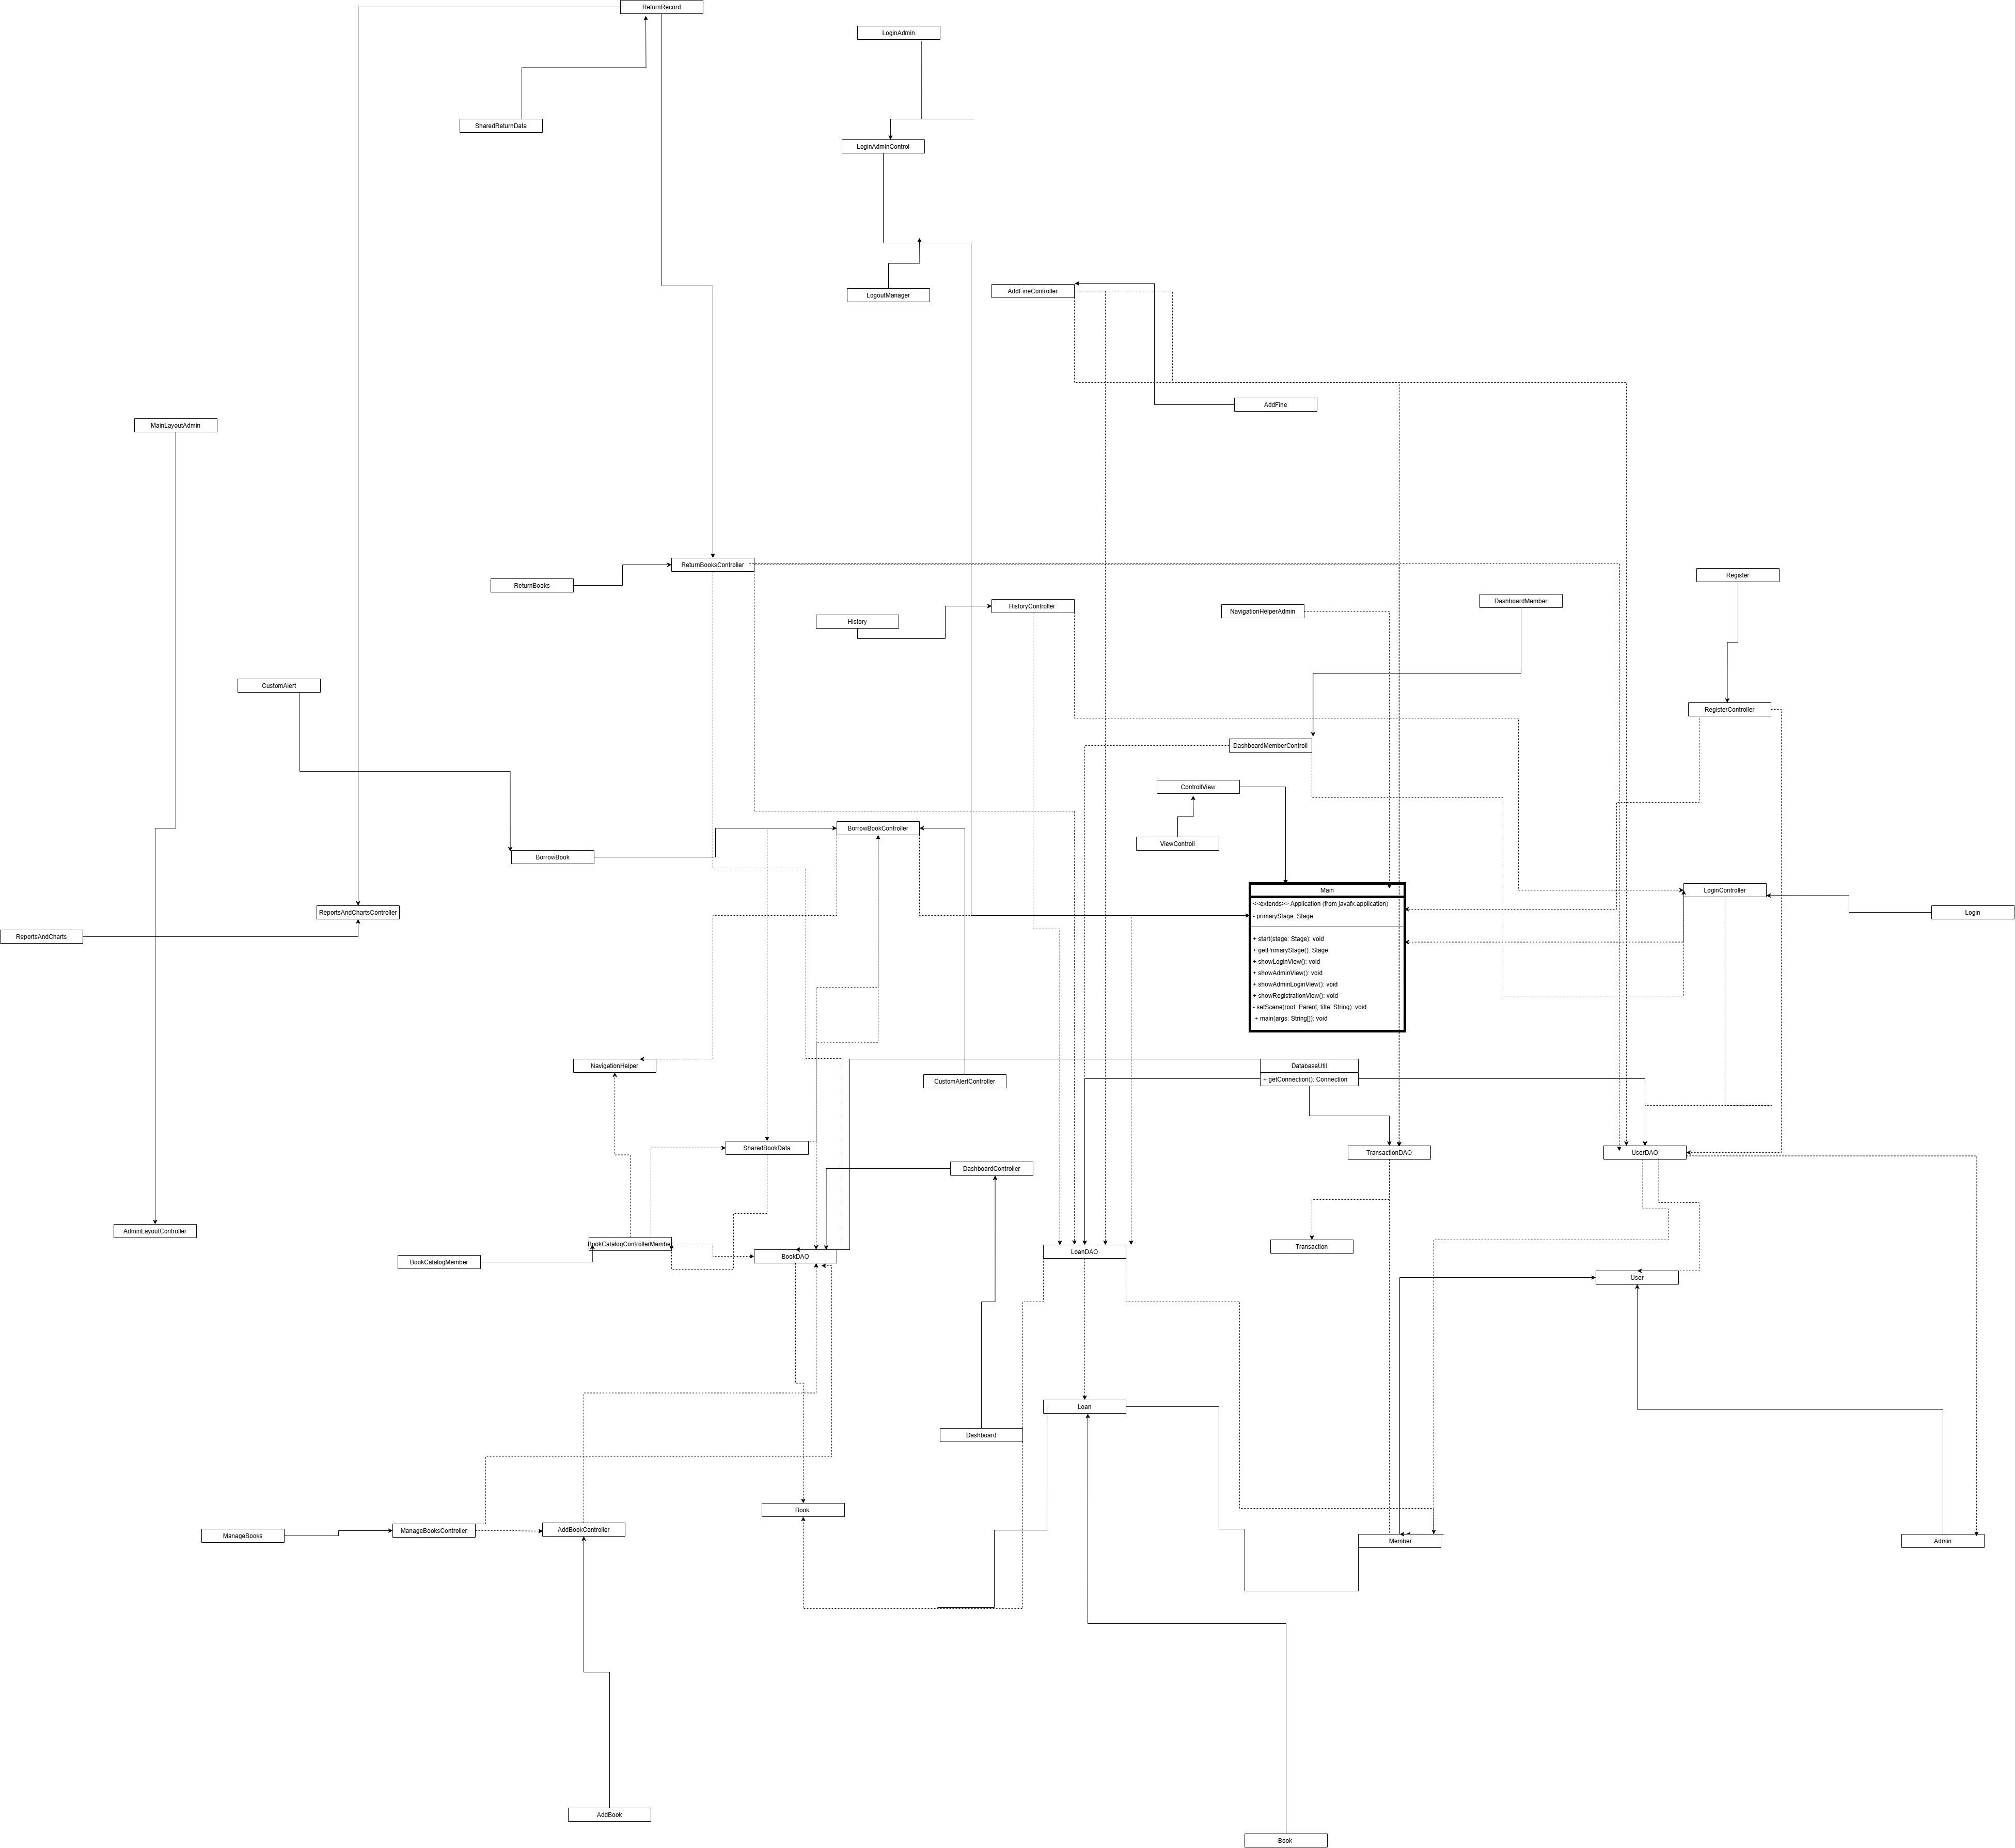 ReturnRecord
LoginAdmin
SharedReturnData
LoginAdminControl
LogoutManager
AddFineController
AddFine
MainLayoutAdmin
ReturnBooksController
Register
ReturnBooks
DashboardMember
HistoryController
NavigationHelperAdmin
History
CustomAlert
RegisterController
DashboardMemberControll
ControllView
BorrowBookController
ViewControll
BorrowBook
Main
<<extends>> Application (from javafx.application)
- primaryStage: Stage
+ start(stage: Stage): void
+ getPrimaryStage(): Stage
+ showLoginView(): void
+ showAdminView(): void
+ showAdminLoginView(): void
+ showRegistrationView(): void
- setScene(root: Parent, title: String): void
+ main(args: String[]): void
LoginController
Login
ReportsAndChartsController
ReportsAndCharts
NavigationHelper
DatabaseUtil
+ getConnection(): Connection
CustomAlertController
SharedBookData
TransactionDAO
UserDAO
DashboardController
AdminLayoutController
BookCatalogControllerMember
Transaction
LoanDAO
BookDAO
BookCatalogMember
User
Loan
Dashboard
Book
ManageBooksController
AddBookController
ManageBooks
Member
Admin
AddBook
Book